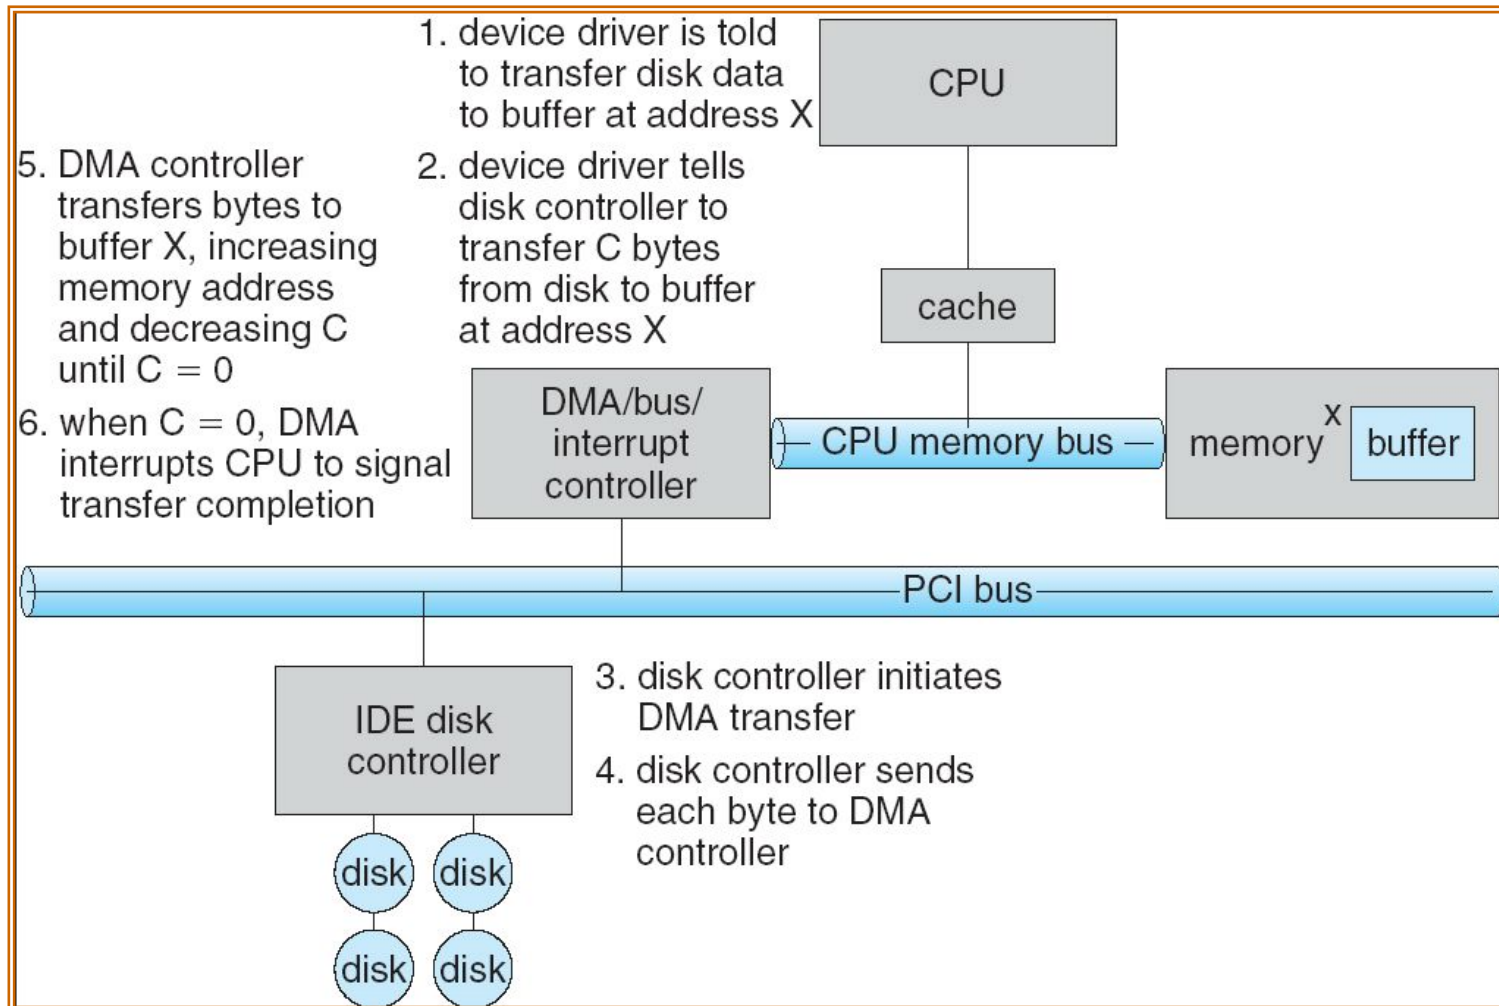 1. device driver is told
to transfer disk data
to buffer at address X
CPU
5. DMA controller
transfers bytes to
buffer X, increasing
memory address
and decreasing C
until C = 0
2. device driver tells
disk controller to
transfer C bytes
from disk to buffer
at address X
cache
6. when C = 0, DMA
interrupts CPU to signal
transfer completion
DMA/bus/
interrupt
controller
CPU memory bus
memory
X
buffer
PCI bus
IDE disk
controller
3. disk controller initiates
DMA transfer
4. disk controller sends
each byte to DMA
controller
disk
disk
disk
disk